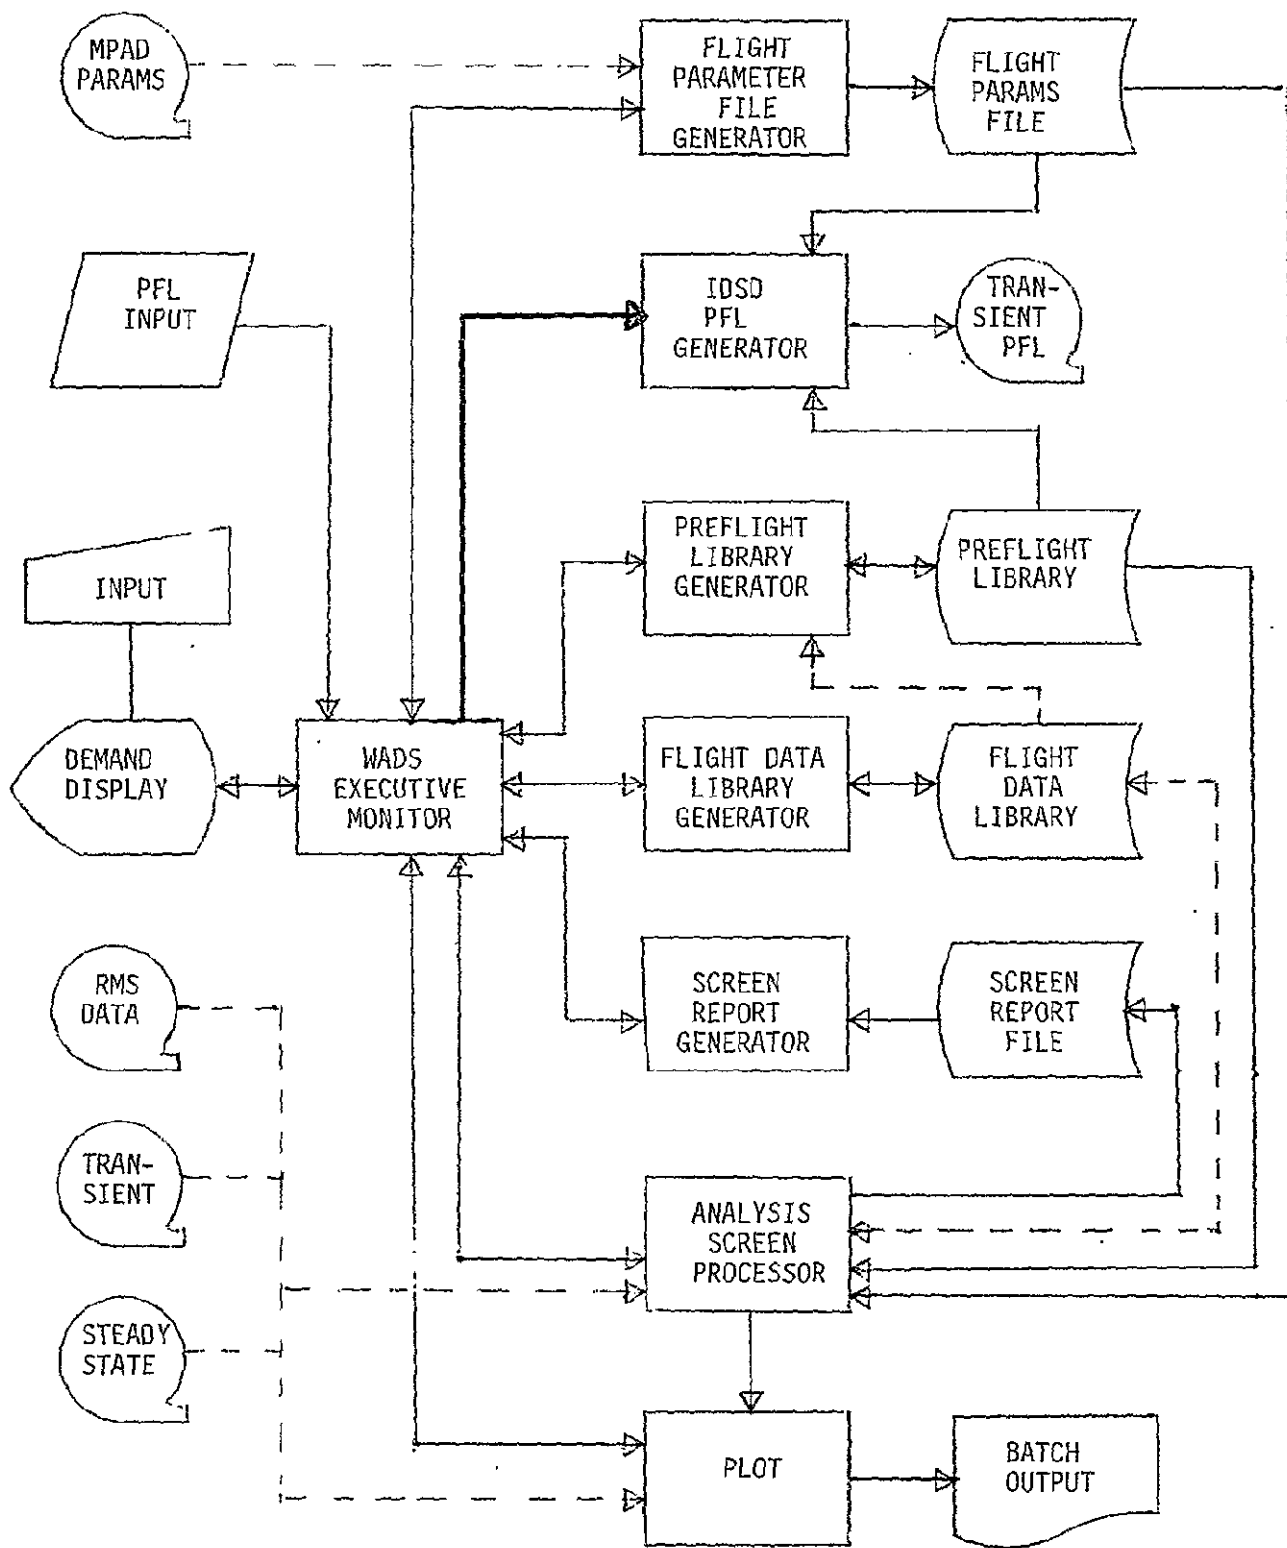 MPAD
PARAMS
FLIGHT
PARAMETER
FILE
GENERATOR
FLIGHT
PARAMS
FILE
PFL
INPUT
IDSD
PFL
GENERATOR
TRAN-
SIENT
PFL
INPUT
PREFLIGHT
LIBRARY
GENERATOR
PREFLIGHT
LIBRARY
DEMAND
DISPLAY
WADS
EXECUTIVE
MONITOR
FLIGHT DATA
LIBRARY
GENERATOR
FLIGHT
DATA
LIBRARY
RMS
DATA
SCREEN
REPORT
GENERATOR
SCREEN
REPORT
FILE
TRAN-
SIENT
ANALYSIS
SCREEN
PROCESSOR
STEADY
STATE
PLOT
BATCH
OUTPUT